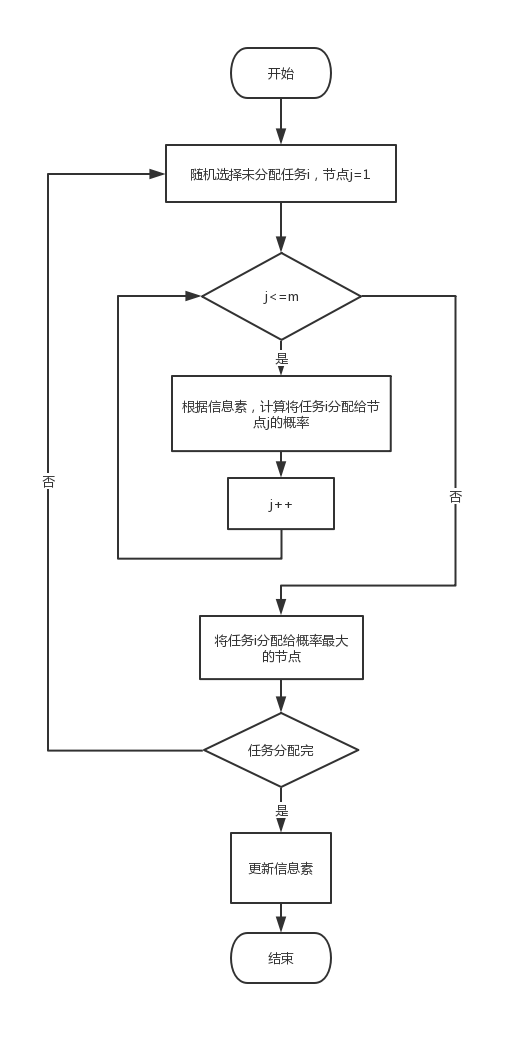 开始
随机选择未分配任务i，节点j=1
j<=m
是
根据信息素，计算将任务i分配给节
点j的概率
否
否
j++
将任务i分配给概率最大
的节点
任务分配完
是
更新信息素
结束